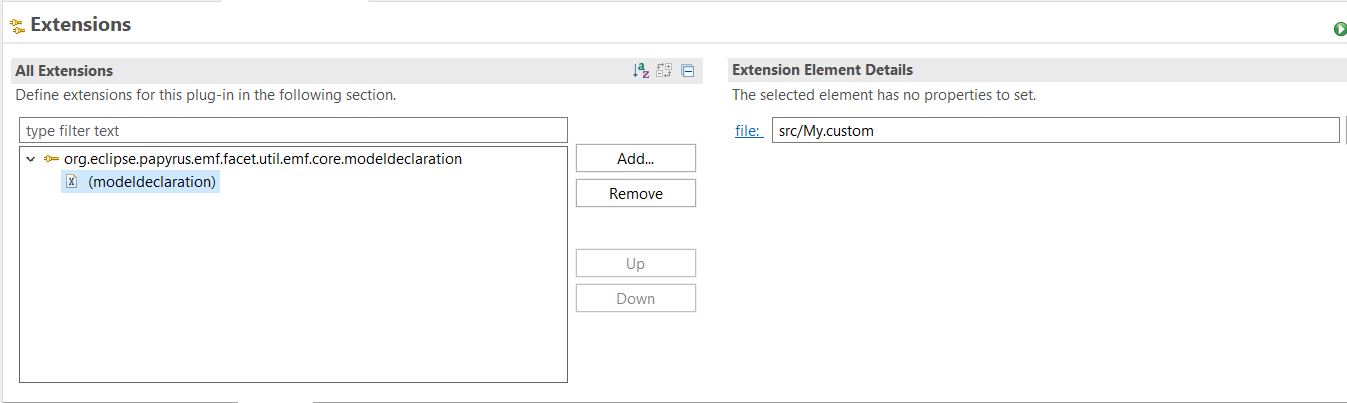 Extensions
All Extensions
Define extensions for this plug-in in the following section.
type filter text
org.eclipse.papyrus.emf.facet.util.emf.core.modeldeclaration
(modeldeclaration)
Add...
Remove
Up
Down
Extension Element Details
The selected element has no properties to set.
file: src/My.custom